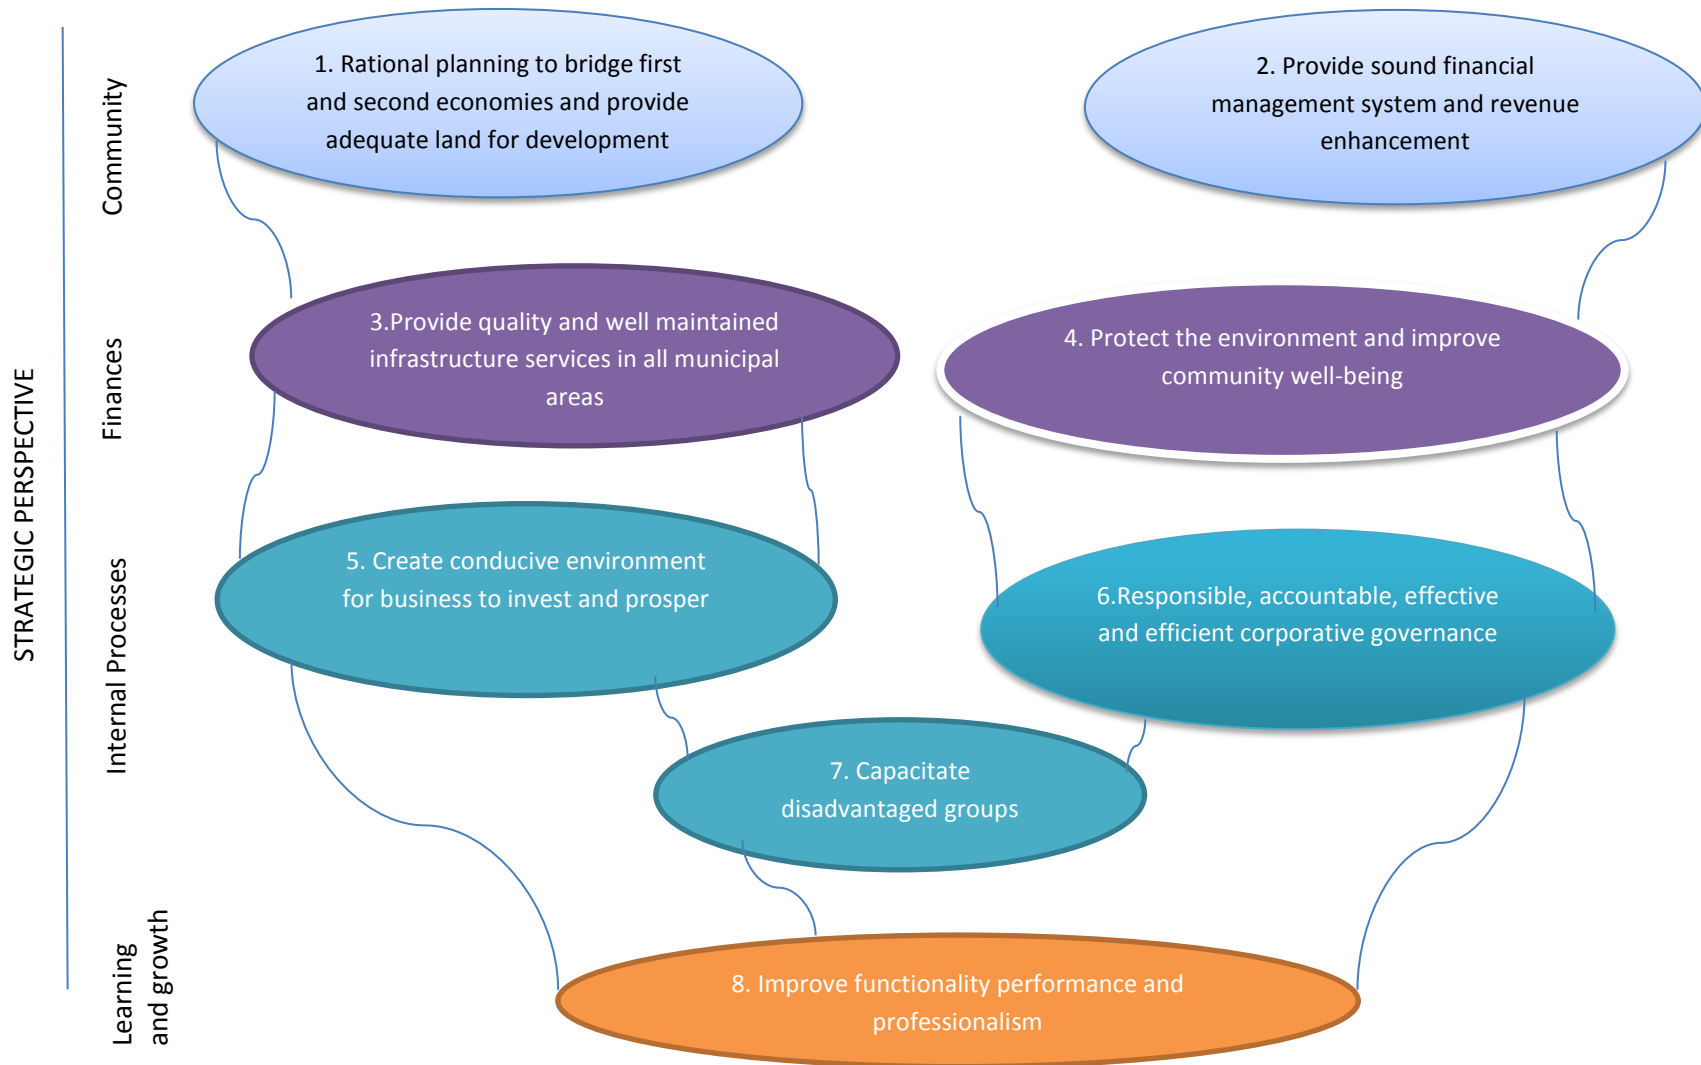 STRATEGIC PERSPECTIVE
Community
1. Rational planning to bridge first
and second economies and provide
adequate land for development
2. Provide sound financial
management system and revenue
enhancement
Finances
3.Provide quality and well maintained
infrastructure services in all municipal
areas
4. Protect the environment and improve
community well-being
Internal Processes
5. Create conducive environment
for business to invest and prosper
6.Responsible, accountable, effective
and efficient corporative governance
7. Capacitate
disadvantaged groups
Learning
and growth
8. Improve functionality performance and
professionalism